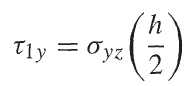 τ1y = σyz(h/2)